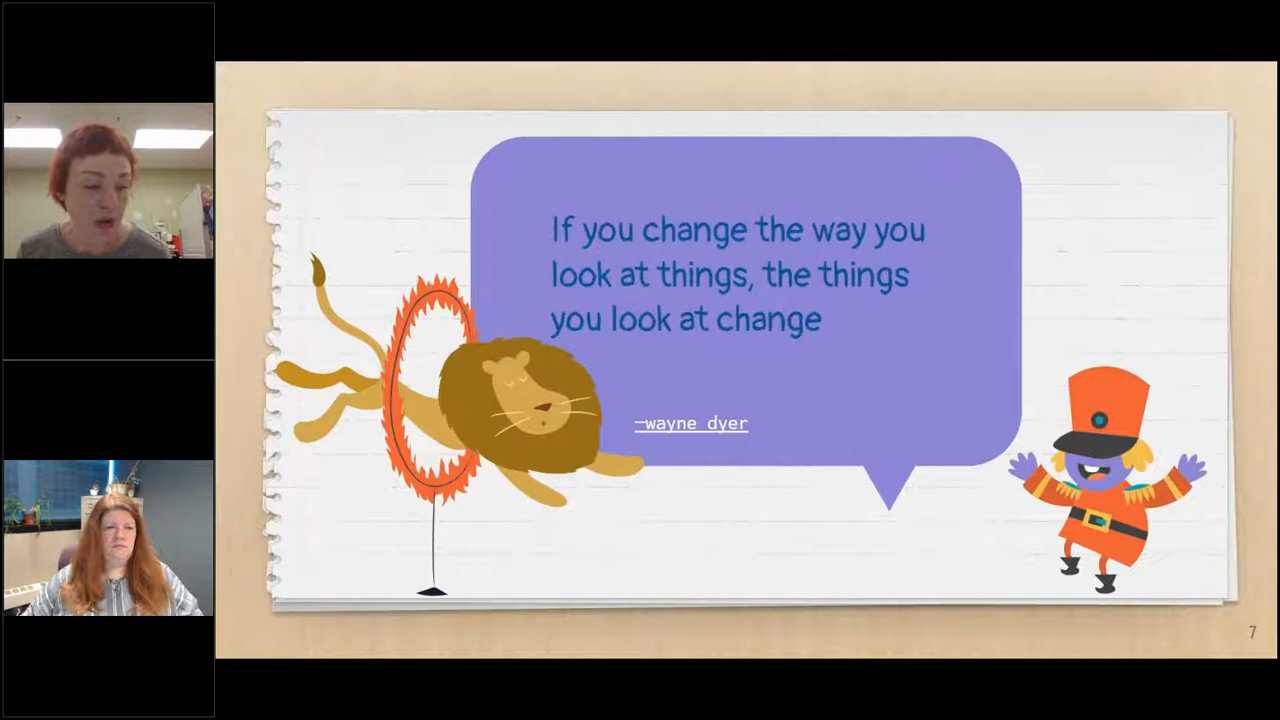 If you change the way you
look at things, the things
you look at change
—wayne dyer
7